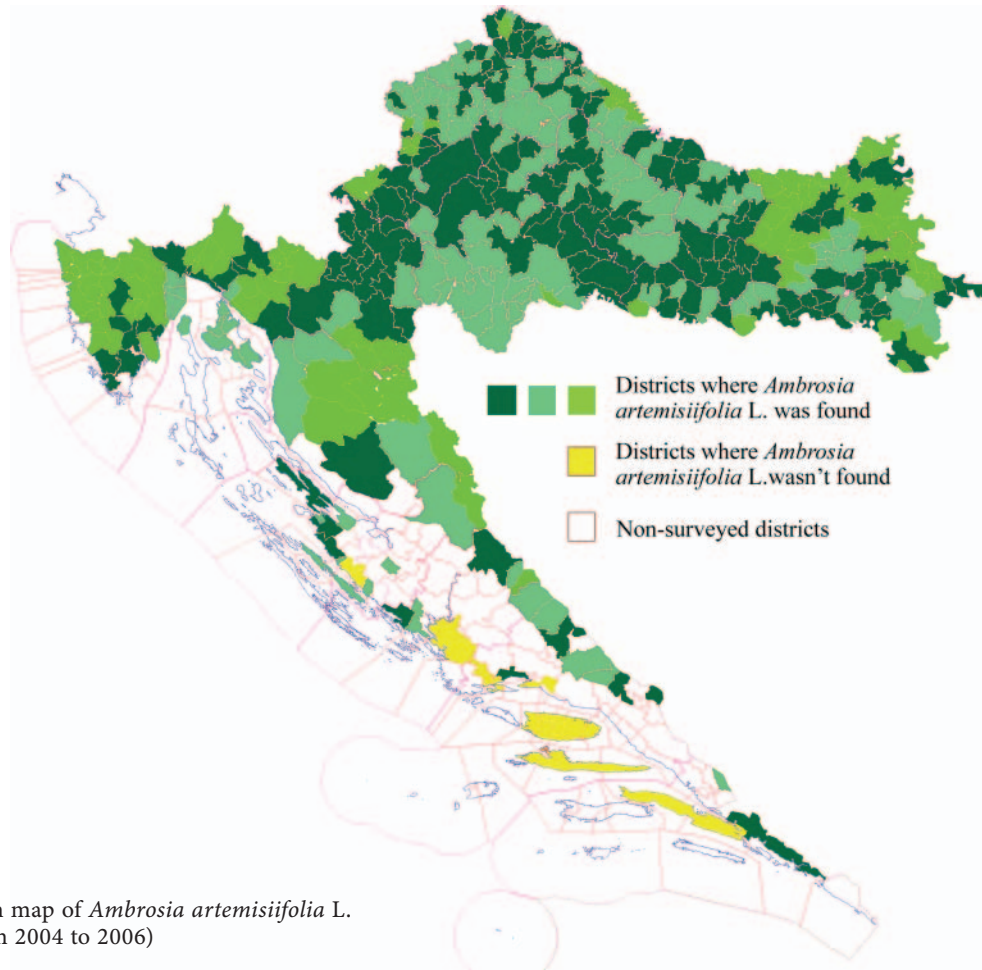 Districts where Ambrosia
artemisiifolia L. was found
Districts where Ambrosia
artemisiifolia L.wasn't found
Non-surveyed districts
map of Ambrosia artemisiifolia L.
2004 to 2006)